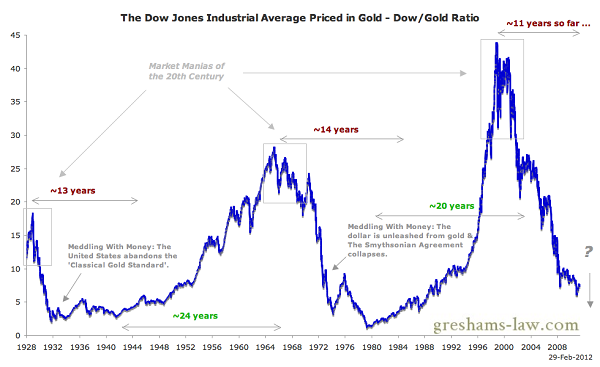 The Dow Jones Industrial Average Priced in Gold - Dow/Gold Ratio
~11 years so far ...
Market Manias of
the 20th Century
~14 years
~13 years
~20 years
Meddling With Money: The
dollar is unleashed from gold &
The Smythsonian Agreement
collapses.
Meddling With Money: The
United States abandons the
'Classical Gold Standard'.
?
~24 years
45
40
35
30
25
20
15
10
5
0
greshams-law.com
1928 1932 1936 1940 1944 1948 1952 1956 1960 1964 1968 1972 1976 1980 1984 1988 1992 1996 2000 2004 2008
29-Feb-2012